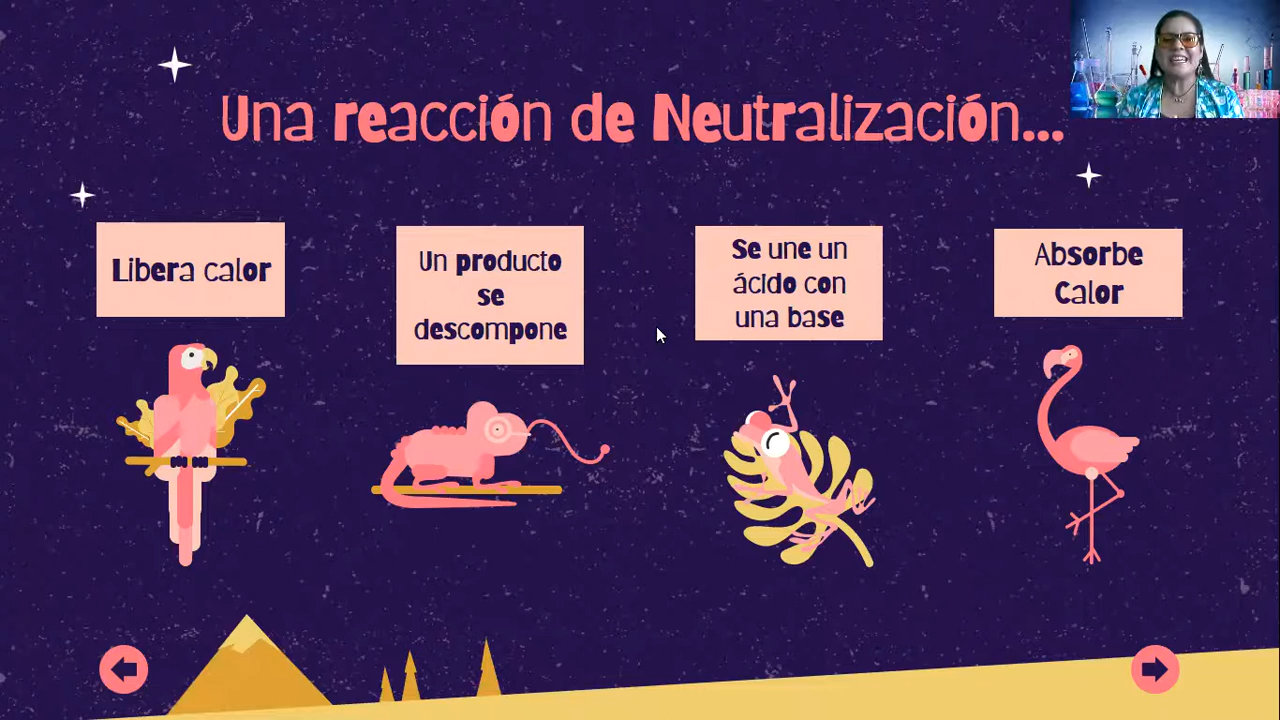 Una reacción de Neutralización...
Libera calor
Un producto
se
descompone
Se une un
ácido con
una base
Absorbe
Calor